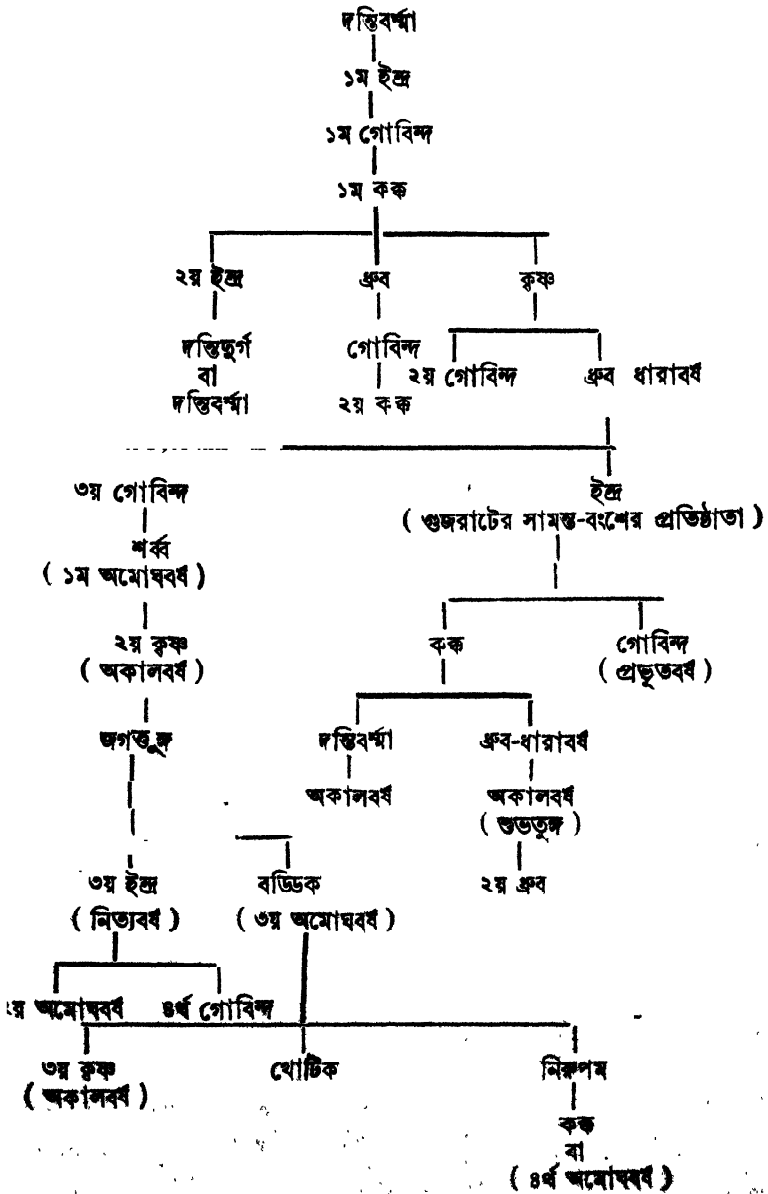 দন্তিবর্ম্মা
১ম ইন্দ্র
১ম গোবিন্দ
১ম কক্ক
২য় ইন্দ্র ধ্রুব কৃষ্ণ
দন্তিদুর্গ গোবিন্দ
বা ২য় গোবিন্দ ধ্রুব ধারাবর্ষ
দন্তিবর্ম্মা ২য় কক্ক
৩য় গোবিন্দ ইন্দ্র
( গুজরাটের সামন্ত-বংশের প্রতিষ্ঠাতা )
শর্ব্ব
( ১ম অমোঘবর্ষ )
২য় কৃষ্ণ কক্ক গোবিন্দ
( অকালবর্ষ ) ( প্রভূতবর্ষ )
জগত্তুঙ্গ দন্তিবর্ম্মা ধ্রুব-ধারাবর্ষ
অকালবর্ষ অকালবর্ষ
( শুভতুঙ্গ )
৩য় ইন্দ্র বড্ডিক ২য় ধ্রুব
( নিত্যবর্ষ ) ( ৩য় অমোঘবর্ষ )
২য় অমোঘবর্ষ ৪র্থ গোবিন্দ
৩য় কৃষ্ণ খোটিক নিরুপম
( অকালবর্ষ )
কক্ক
বা
( ৪র্থ অমোঘবর্ষ )